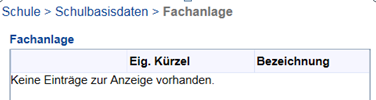 Schule > Schulbasisdaten > Fachanlage
Fachanlage
Eig. Kürzel Bezeichnung
Keine Einträge zur Anzeige vorhanden.